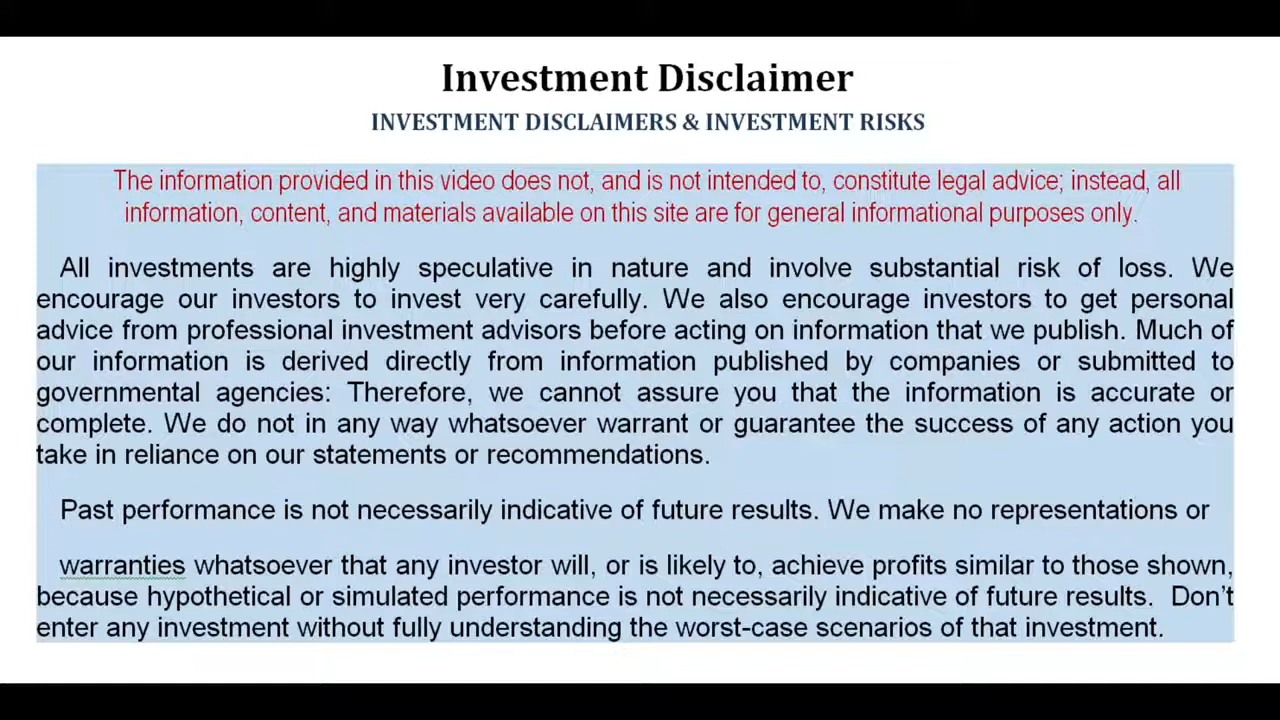 Investment Disclaimer
INVESTMENT DISCLAIMERS & INVESTMENT RISKS
The information provided in this video does not, and is not intended to, constitute legal advice; instead, all
information, content, and materials available on this site are for general informational purposes only.
All investments are highly speculative in nature and involve substantial risk of loss. We
encourage our investors to invest very carefully. We also encourage investors to get personal
advice from professional investment advisors before acting on information that we publish. Much of
our information is derived directly from information published by companies or submitted to
governmental agencies: Therefore, we cannot assure you that the information is accurate or
complete. We do not in any way whatsoever warrant or guarantee the success of any action you
take in reliance on our statements or recommendations.
Past performance is not necessarily indicative of future results. We make no representations or
warranties whatsoever that any investor will, or is likely to, achieve profits similar to those shown,
because hypothetical or simulated performance is not necessarily indicative of future results. Don’t
enter any investment without fully understanding the worst-case scenarios of that investment.